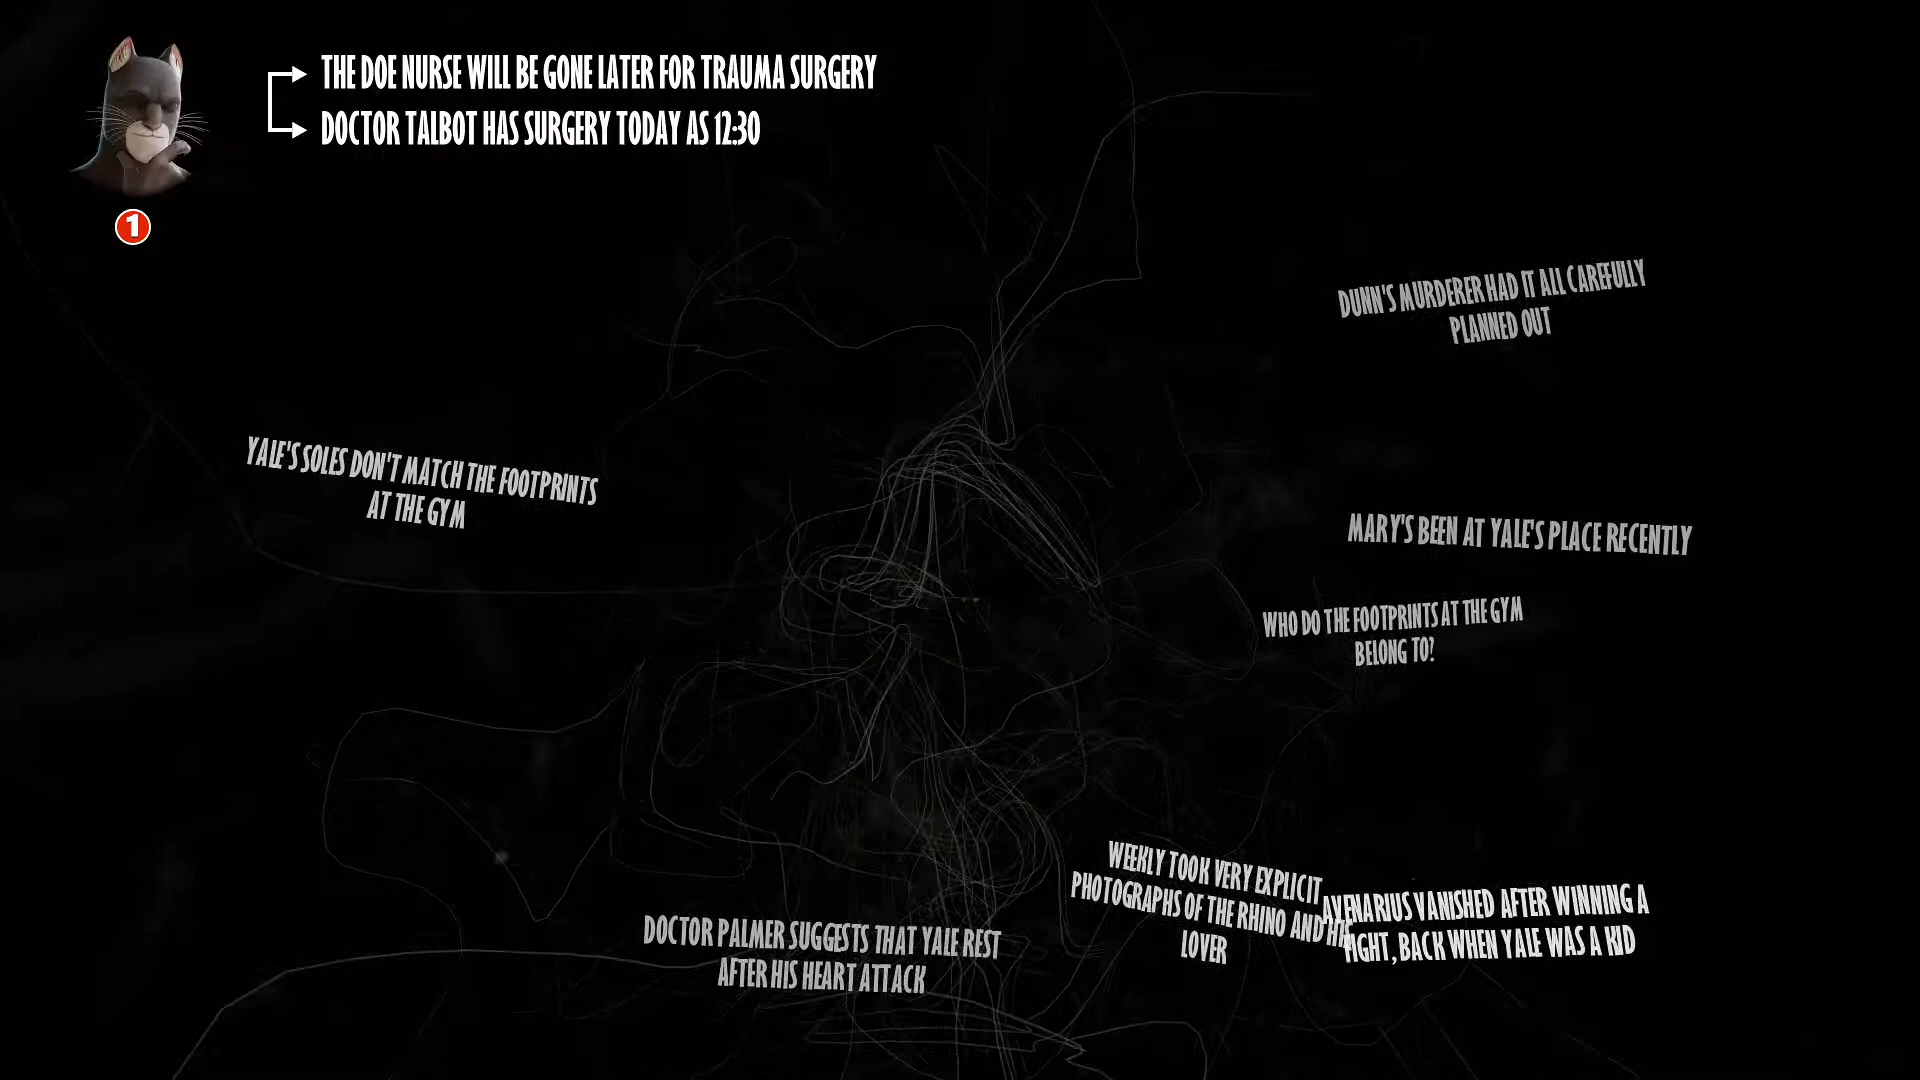 THE DOE NURSE WILL BE GONE LATER FOR TRAUMA SURGERY
DOCTOR TALBOT HAS SURGERY TODAY AS 12:30
1
DUNN'S MURDERER HAD IT ALL CAREFULLY
PLANNED OUT
YALE'S SOLES DON'T MATCH THE FOOTPRINTS
AT THE GYM
MARY'S BEEN AT YALE'S PLACE RECENTLY
WHO DO THE FOOTPRINTS AT THE GYM
BELONG TO?
WEEKLY TOOK VERY EXPLICIT
PHOTOGRAPHS OF THE RHINO AND
LOVER
AVENARIUS VANISHED AFTER WINNING A
FIGHT, BACK WHEN YALE WAS A KID
DOCTOR PALMER SUGGESTS THAT YALE REST
AFTER HIS HEART ATTACK